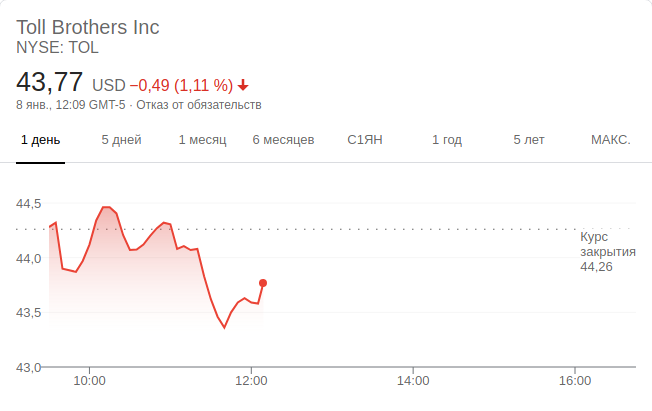 Toll Brothers Inc
NYSE: TOL
43,77 USD −0,49 (1,11 %)
8 янв., 12:09 GMT-5 · Отказ от обязательств
1 день 5 дней 1 месяц 6 месяцев С1ЯН 1 год 5 лет МАКС.
44,5
Курс
закрытия
44,26
44,0
43,5
43,0
10:00 12:00 14:00 16:00